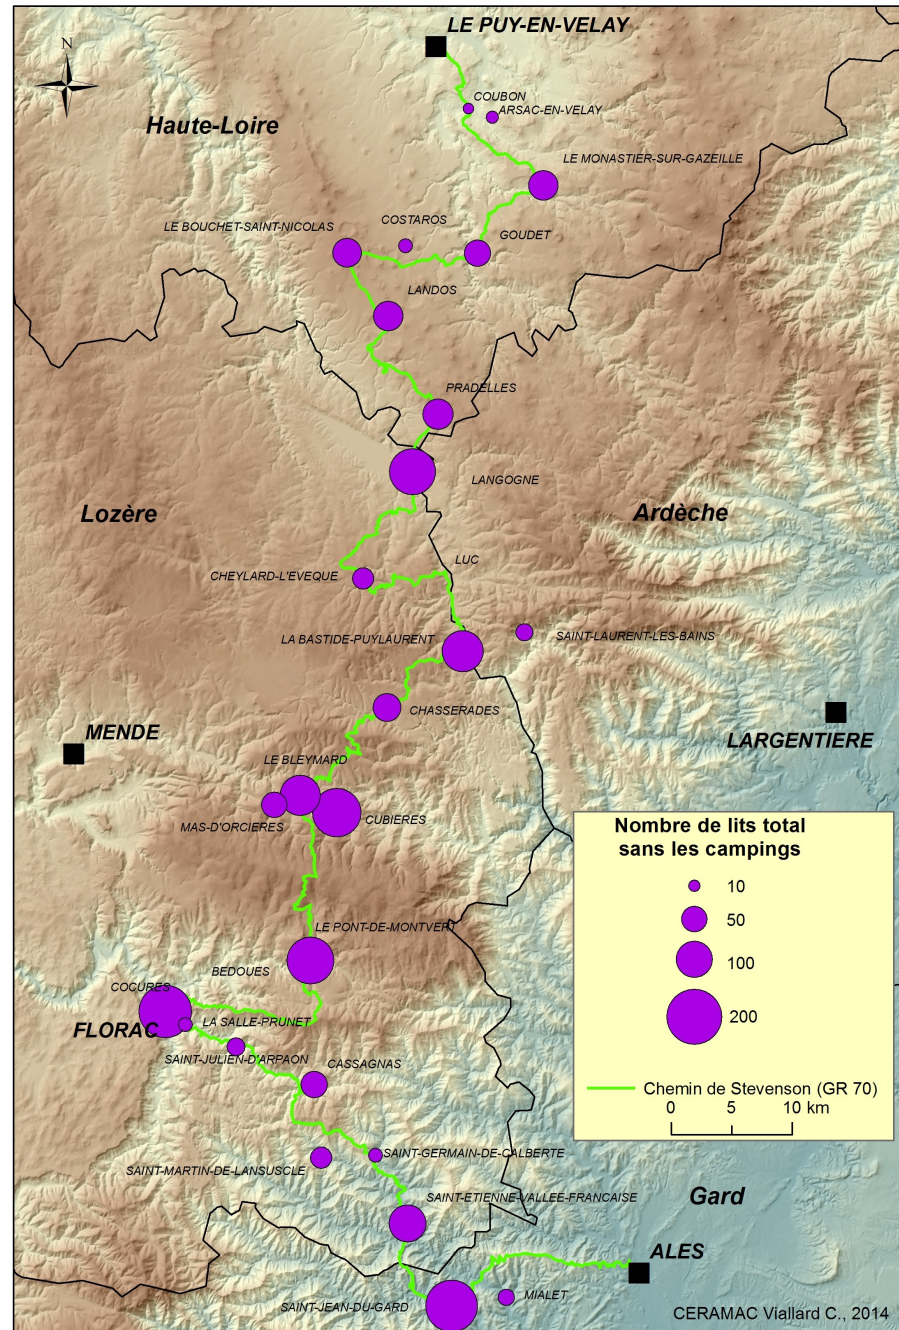 LE PUY-EN-VELAY
N
COUBON
ARSAC-EN-VELAY
Haute-Loire
LE MONASTIER-SUR-GAZEILLE
COSTAROS
LE BOUCHET-SAINT-NICOLAS
GOUDET
LANDOS
PRADELLES
LANGOGNE
Lozère
Ardèche
LUC
CHEYLARD-L'EVEQUE
LA BASTIDE-PUYLAURENT
SAINT-LAURENT-LES-BAINS
CHASSERADES
MENDE
LARGENTIERE
LE BLEYMARD
MAS-D'ORCIERES
CUBIERES
Nombre de lits total
sans les campings
10
50
100
200
Chemin de Stevenson (GR 70)
0 5 10 km
LE PONT-DE-MONTVERT
BEDOUES
COCURES
LA SALLE-PRUNET
FLORAC
SAINT-JULIEN-D'ARPAON
CASSAGNAS
SAINT-GERMAIN-DE-CALBERTE
SAINT-MARTIN-DE-LANSUSCLE
SAINT-ETIENNE-VALLEE-FRANCAISE
Gard
ALES
MIALET
SAINT-JEAN-DU-GARD
CERAMAC Viallard C., 2014